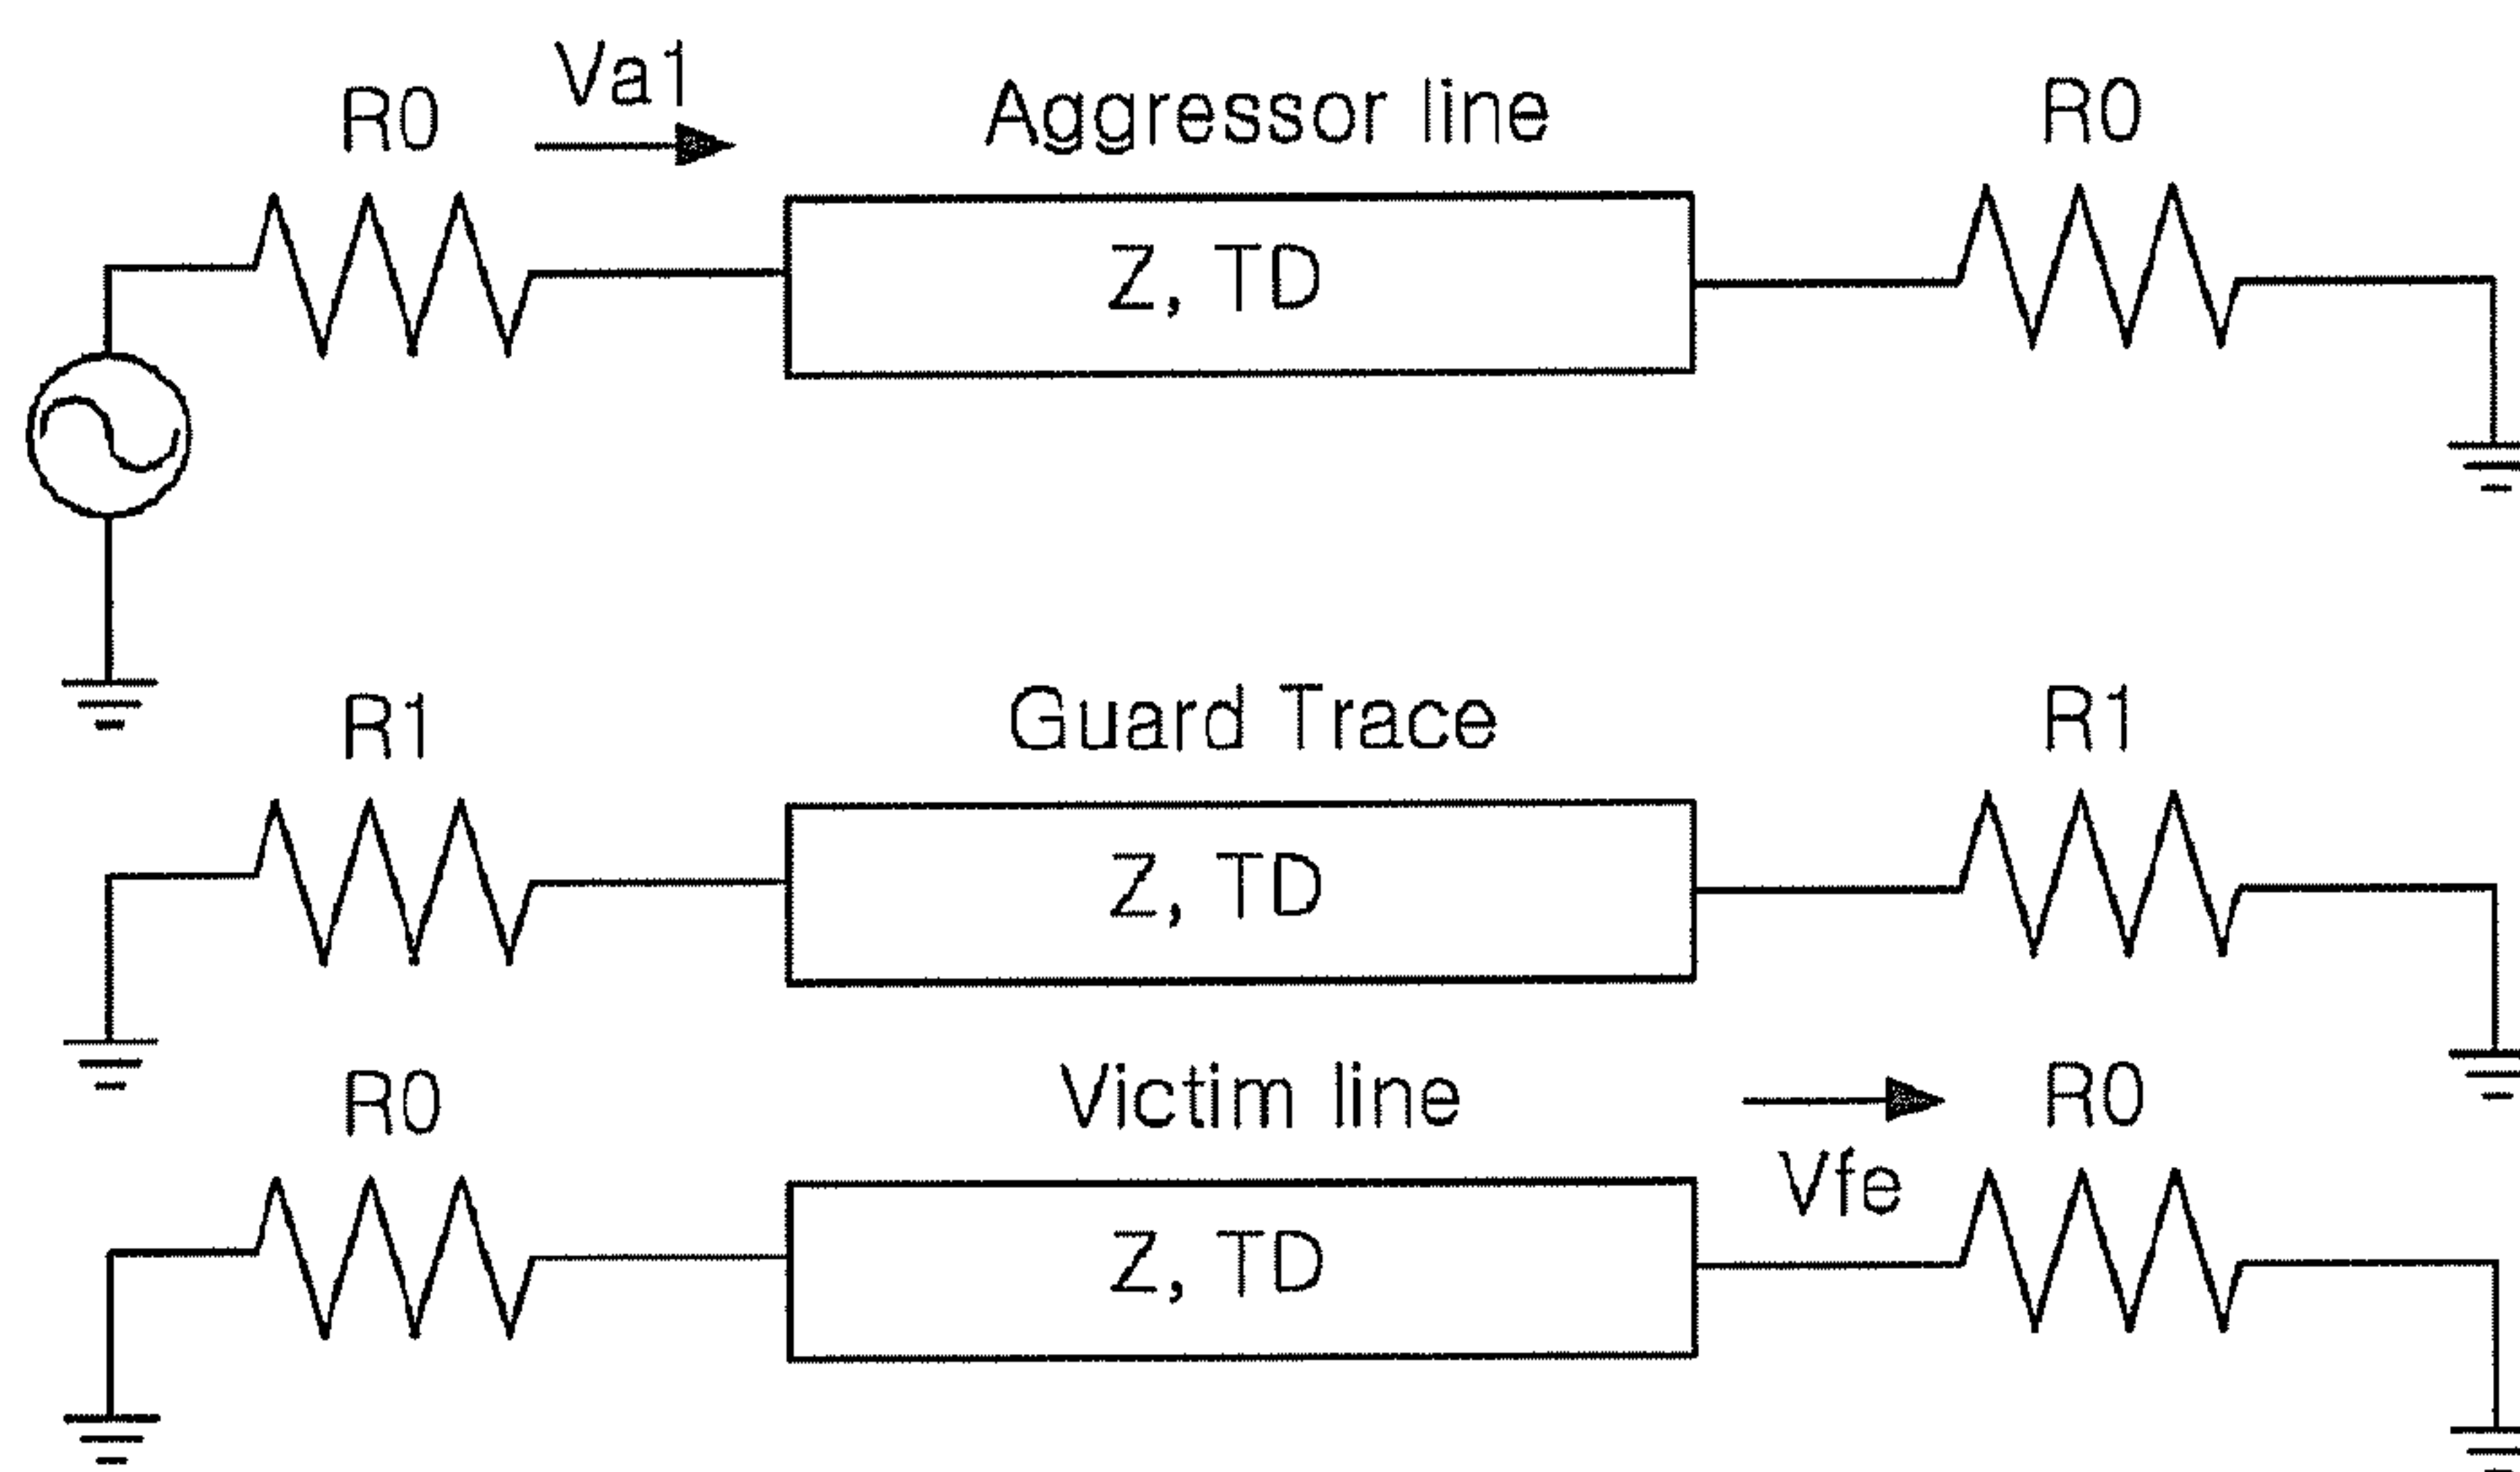 R0
Va1
Aggressor line
R0
Z, TD
R1
Guard Trace
R1
Z, TD
R0
Victim line
R0
Vfe
Z, TD